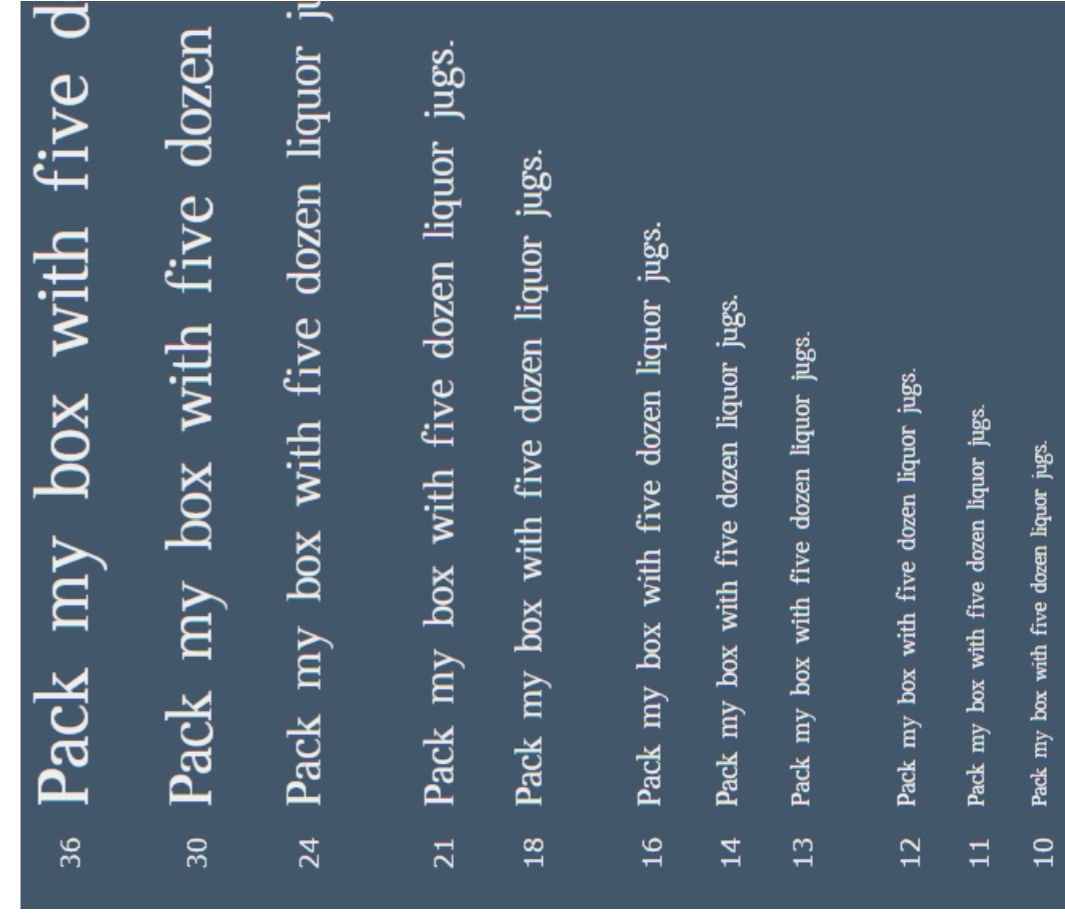 36 Pack my box with five d
30 Pack my box with five dozen
24 Pack my box with five dozen liquor ju
21 Pack my box with five dozen liquor jugs.
18 Pack my box with five dozen liquor jugs.
16 Pack my box with five dozen liquor jugs.
14 Pack my box with five dozen liquor jugs.
13 Pack my box with five dozen liquor jugs.
12 Pack my box with five dozen liquor jugs.
11 Pack my box with five dozen liquor jugs.
10 Pack my box with five dozen liquor jugs.